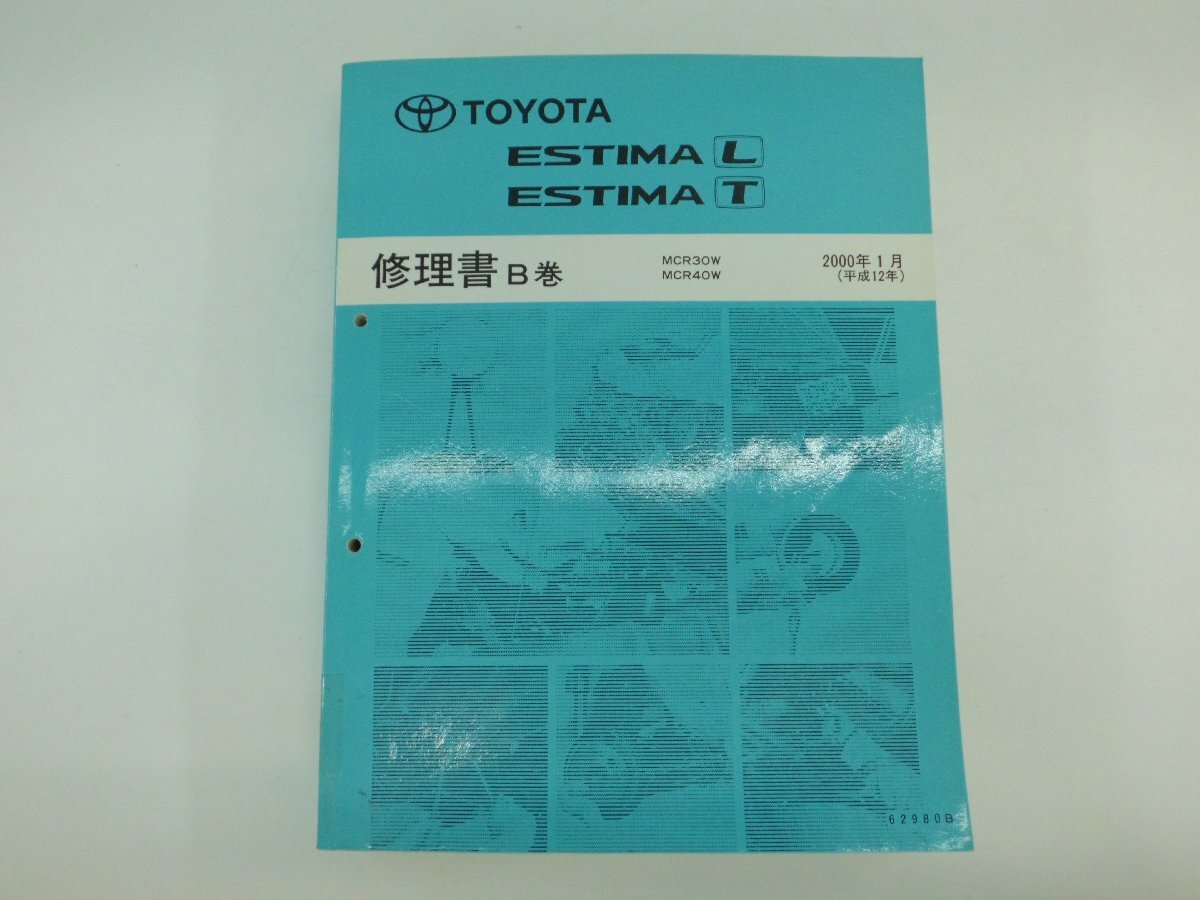 TOYOTA
ESTIMA L
ESTIMA T
修理書 B巻
MCR30W
MCR40W
2000年1月
(平成12年)
62980B